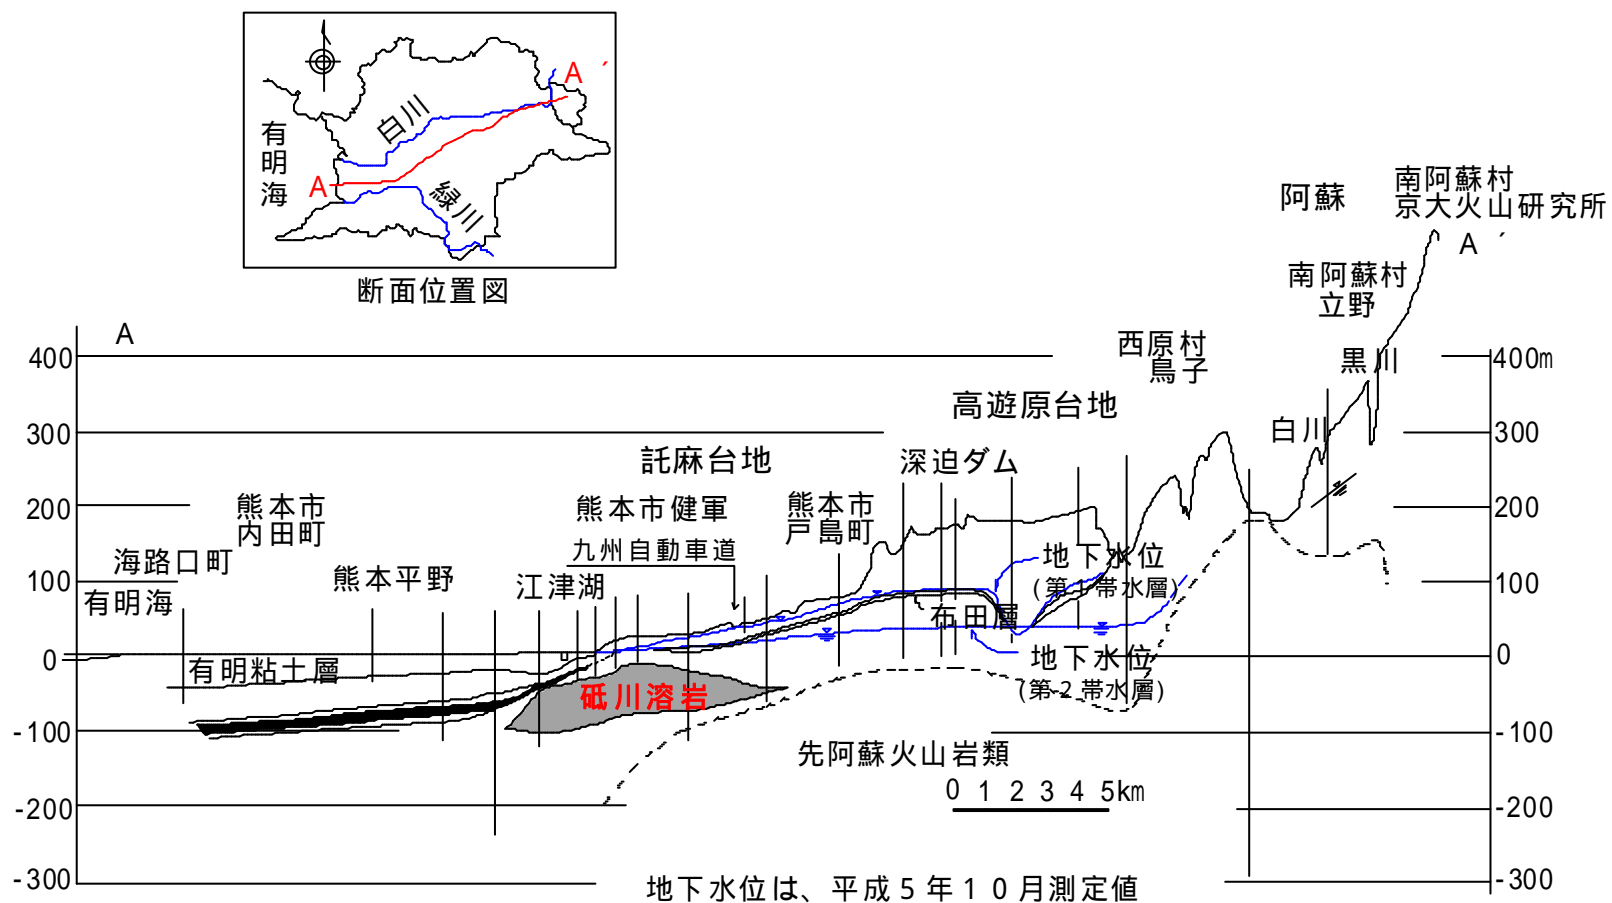 A ´
白川
有明海
A
緑川
断面位置図
阿蘇
南阿蘇村
京大火山研究所
A ´
南阿蘇村
立野
A
西原村
鳥子
400
400m
黒川
高遊原台地
300
白川
300
託麻台地
深迫ダム
200
熊本市
内田町
熊本市健軍
熊本市
戸島町
200
九州自動車道
海路口町
熊本平野
江津湖
地下水位
(第1帯水層)
100
100
有明海
布田層
0
有明粘土層
地下水位
(第2帯水層)
0
砥川溶岩
-100
先阿蘇火山岩類
-100
0 1 2 3 4 5km
-200
-200
-300
地下水位は、平成5年10月測定値
-300